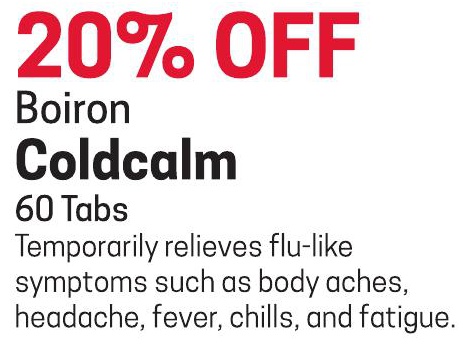 20% OFF
Boiron
Coldcalm
60 Tabs
Temporarily relieves flu-like
symptoms such as body aches,
headache, fever, chills, and fatigue.